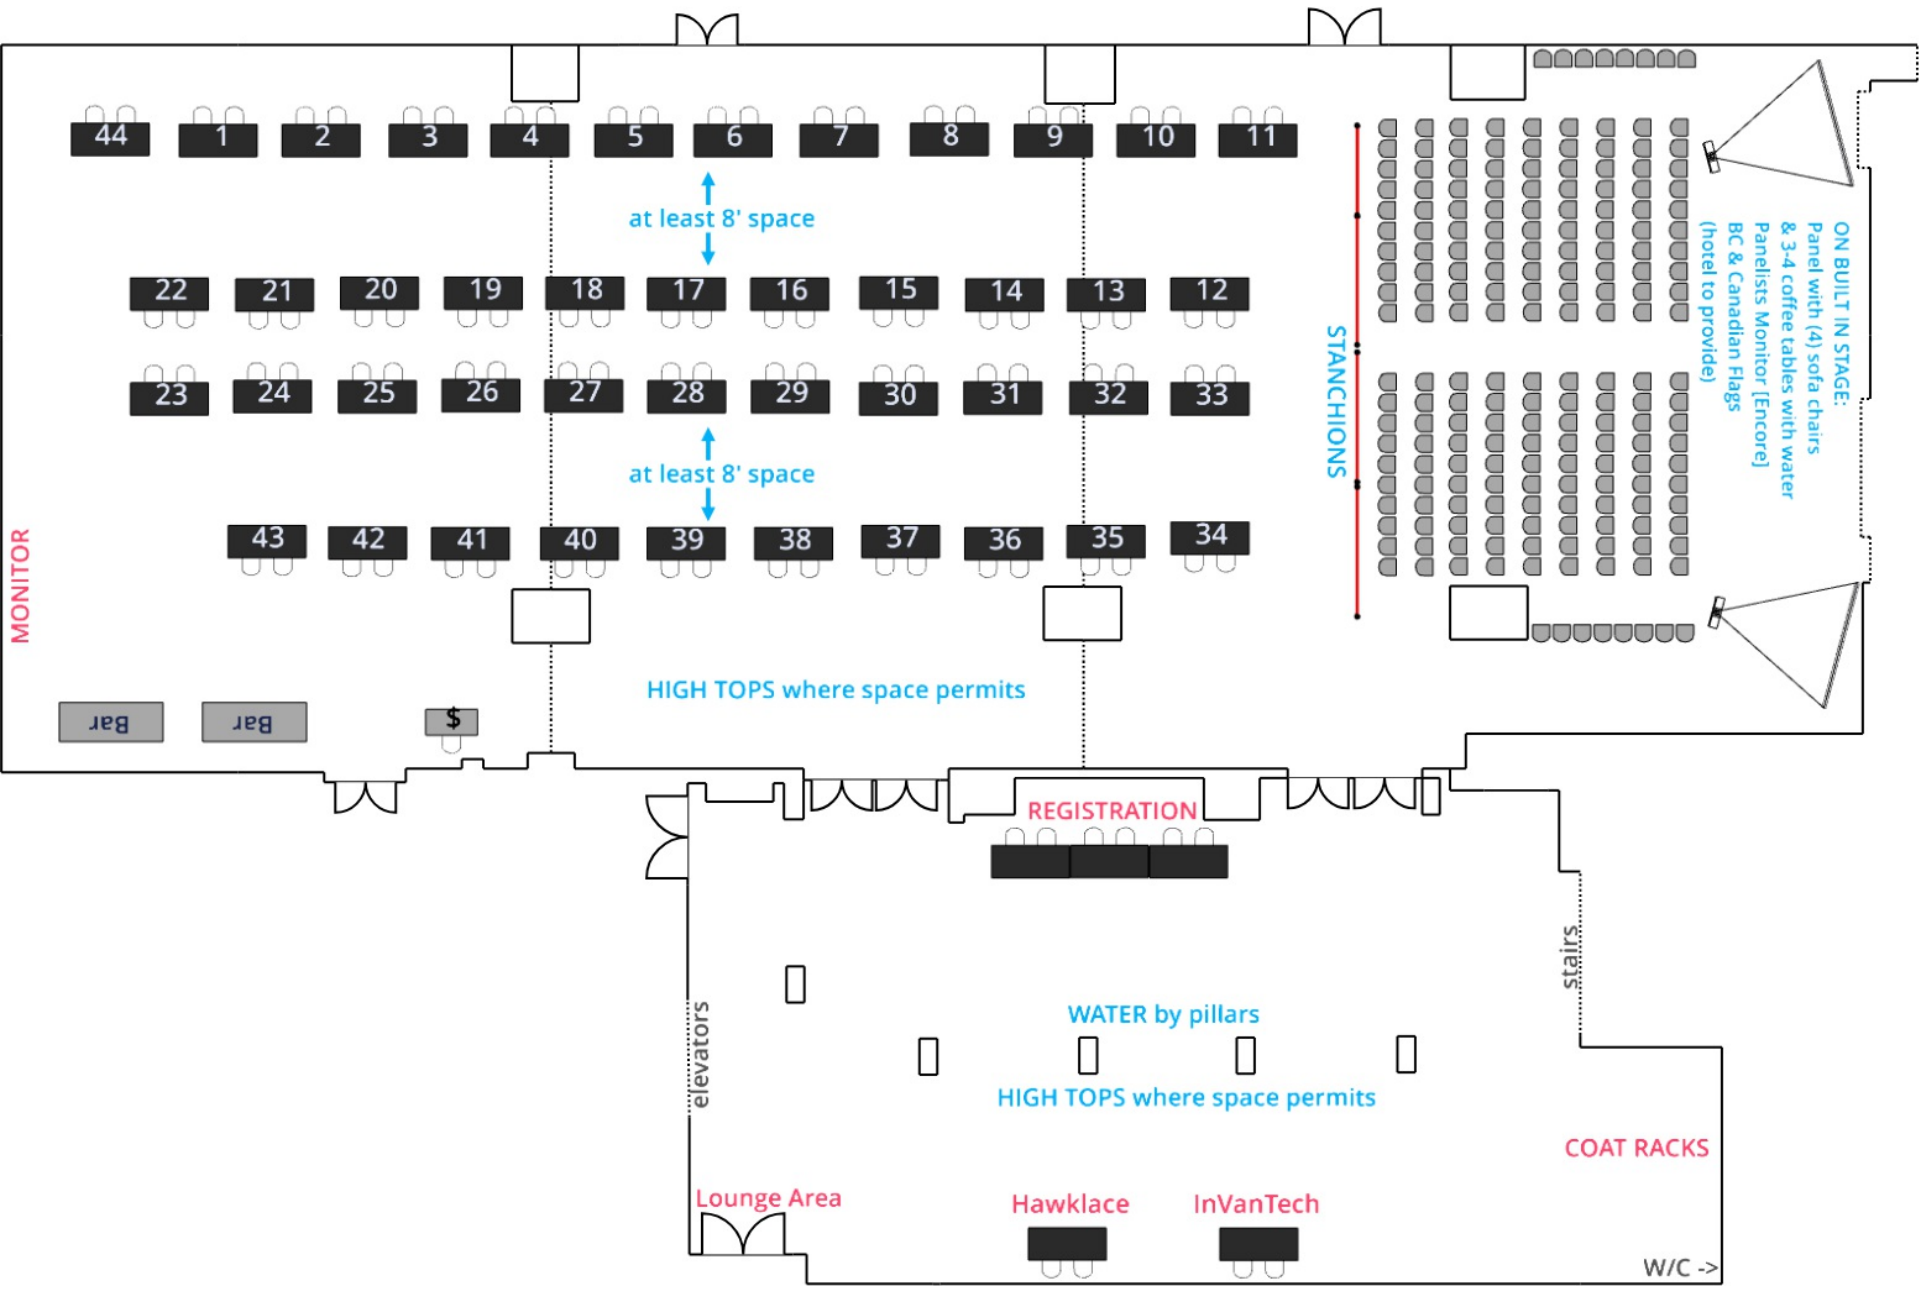 44 1 2 3 4 5 6 7 8 9 10 11
at least 8' space
22 21 20 19 18 17 16 15 14 13 12
23 24 25 26 27 28 29 30 31 32 33
at least 8' space
43 42 41 40 39 38 37 36 35 34
MONITOR
STANCHIONS
ON BUILT IN STAGE:
Panel with (4) sofa chairs
& 3-4 coffee tables with water
Panelists Monitor [Encore]
BC & Canadian Flags
(hotel to provide)
HIGH TOPS where space permits
Bar
Bar
$
REGISTRATION
stairs
elevators
WATER by pillars
HIGH TOPS where space permits
COAT RACKS
Lounge Area
Hawklace
InVanTech
W/C ->